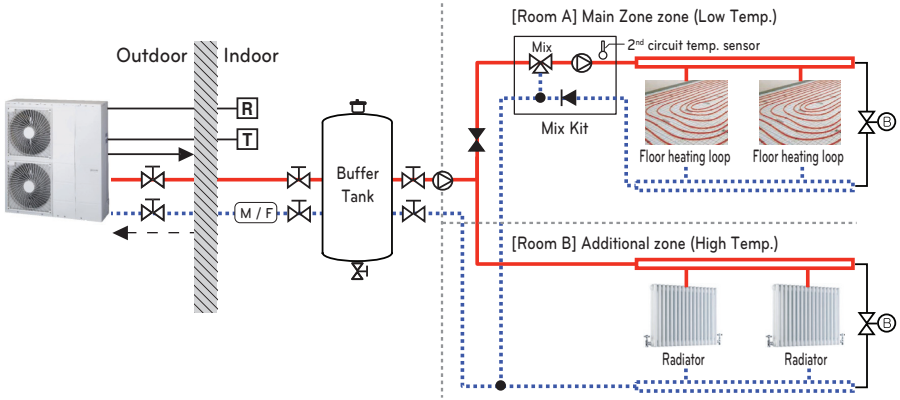 [Room A] Main Zone zone (Low Temp.)
Outdoor
Indoor
Mix
2nd circuit temp. sensor
R
T
Mix Kit
Floor heating loop
Floor heating loop
B
Buffer
Tank
M / F
[Room B] Additional zone (High Temp.)
Radiator
Radiator
B